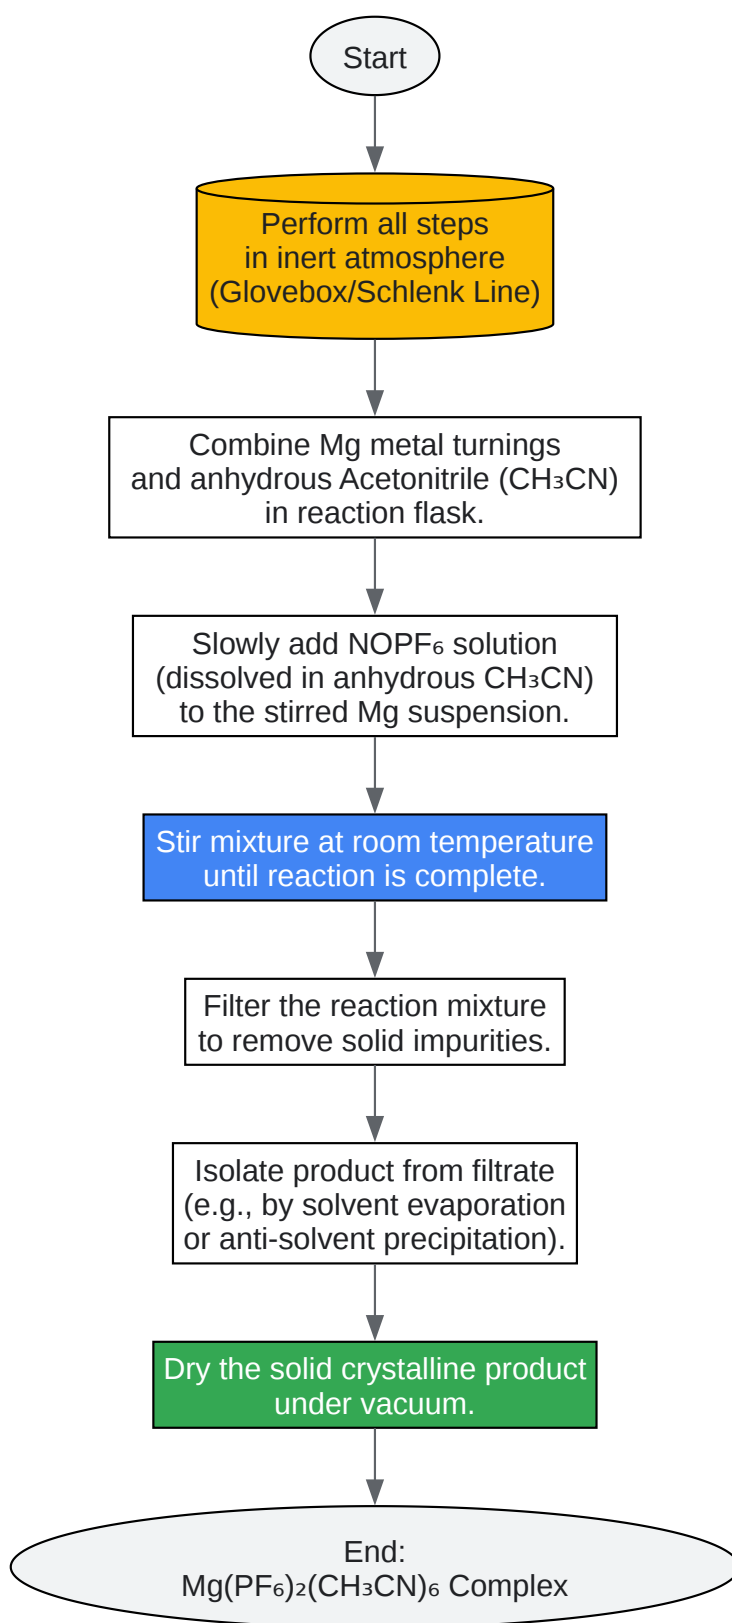 Start
Perform all steps
in inert atmosphere
(Glovebox/Schlenk Line)
Combine Mg metal turnings
and anhydrous Acetonitrile (CH₃CN)
in reaction flask.
Slowly add NOPF₆ solution
(dissolved in anhydrous CH₃CN)
to the stirred Mg suspension.
Stir mixture at room temperature
until reaction is complete.
Filter the reaction mixture
to remove solid impurities.
Isolate product from filtrate
(e.g., by solvent evaporation
or anti-solvent precipitation).
Dry the solid crystalline product
under vacuum.
End:
Mg(PF₆)₂(CH₃CN)₆ Complex